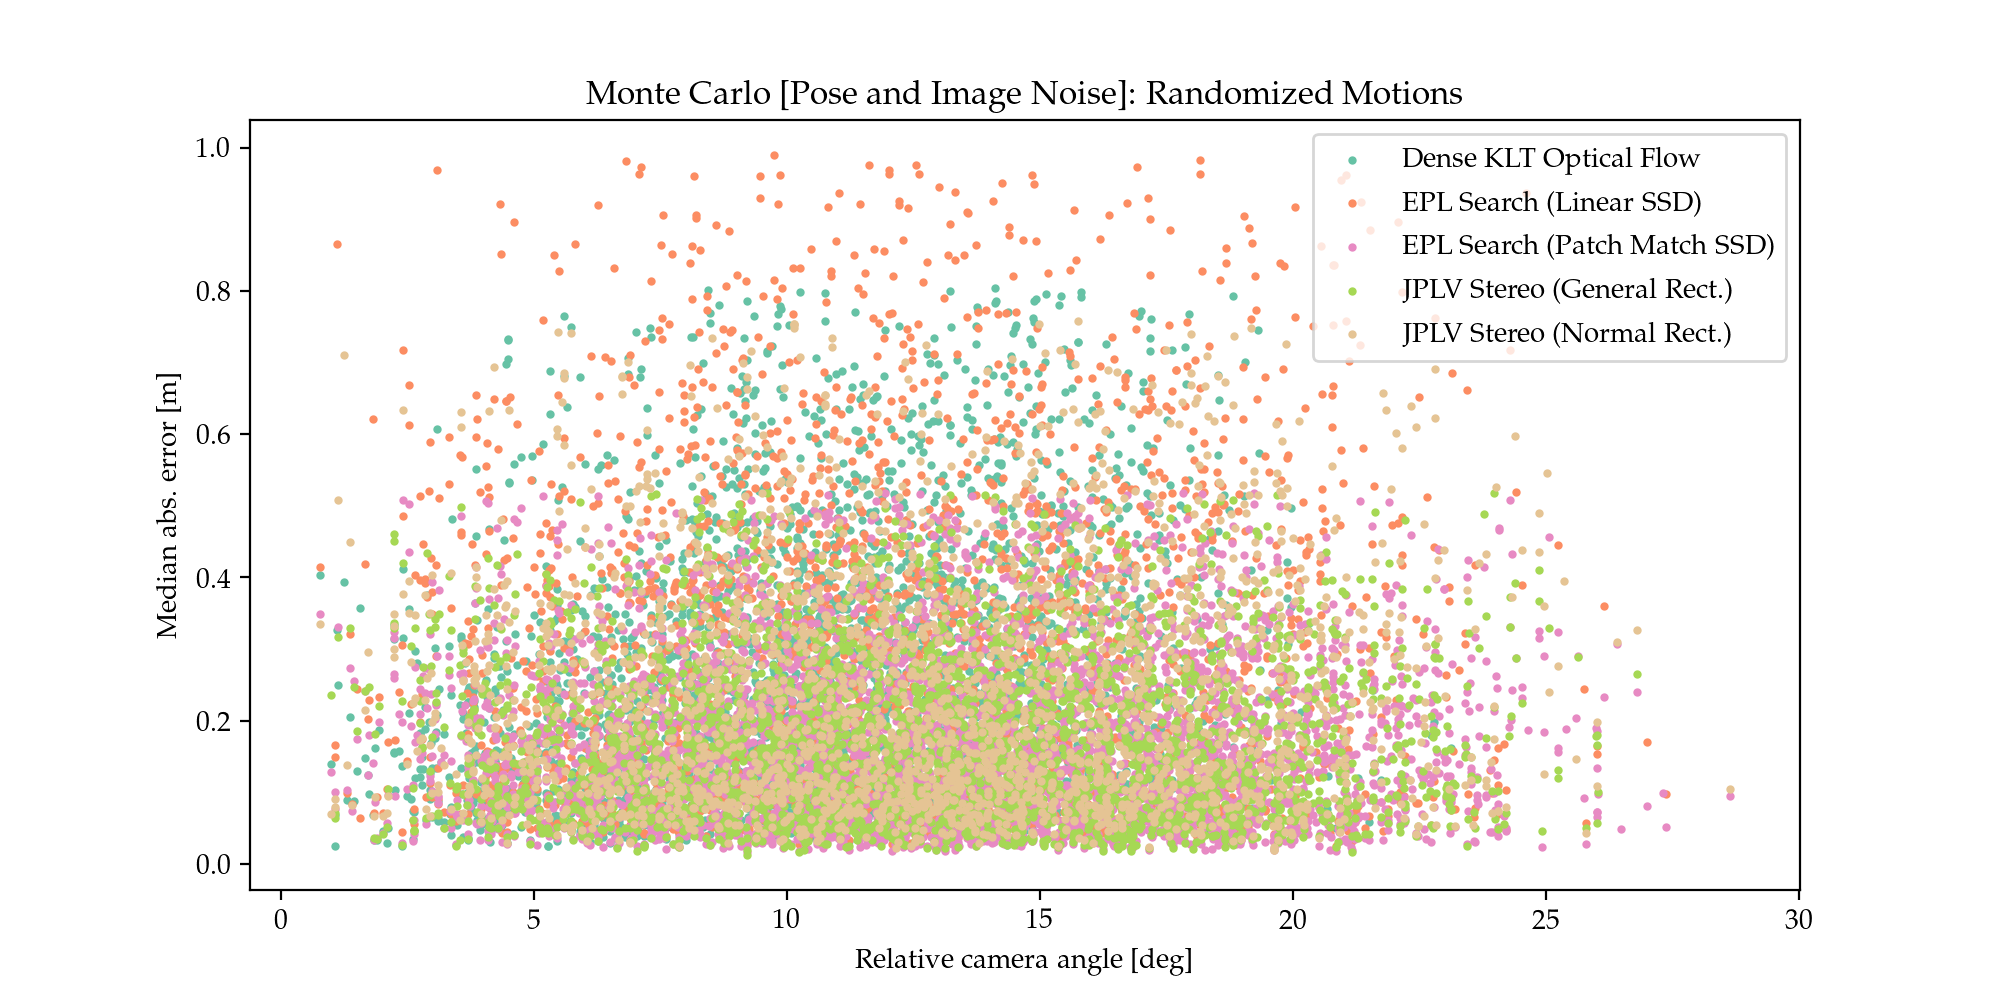 Monte Carlo [Pose and Image Noise]: Randomized Motions
Dense KLT Optical Flow
EPL Search (Linear SSD)
EPL Search (Patch Match SSD)
JPLV Stereo (General Rect.)
JPLV Stereo (Normal Rect.)
Median abs. error [m]
1.0
0.8
0.6
0.4
0.2
0.0
0 5 10 15 20 25 30
Relative camera angle [deg]